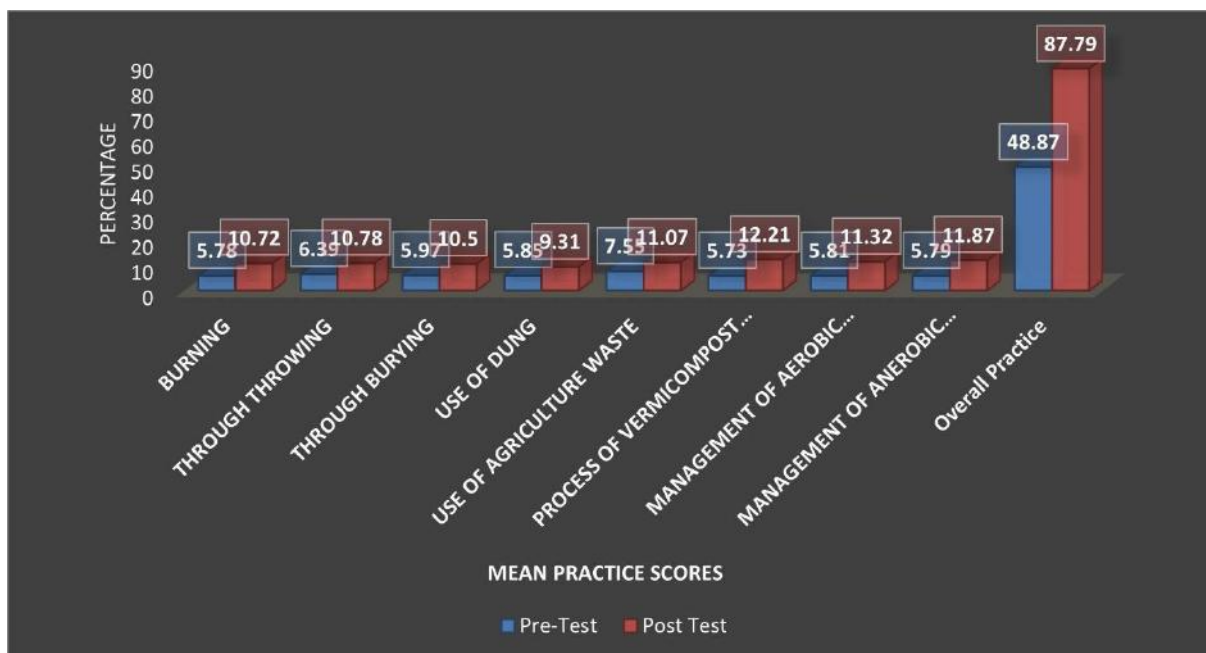 87.79
90
80
70
60
50
40
30
20
10
0
PERCENTAGE
48.87
5.78 10.72 6.39 10.78 5.97 10.5 5.85 9.31 7.55 11.07 5.73 12.21 5.81 11.32 5.79 11.87
BURNING
THROUGH THROWING
THROUGH BURYING
USE OF DUNG
USE OF AGRICULTURE WASTE
PROCESS OF VERMICOMPOST...
MANAGEMENT OF AEROBIC...
MANAGEMENT OF ANEROBIC...
Overall Practice
MEAN PRACTICE SCORES
Pre-Test Post Test